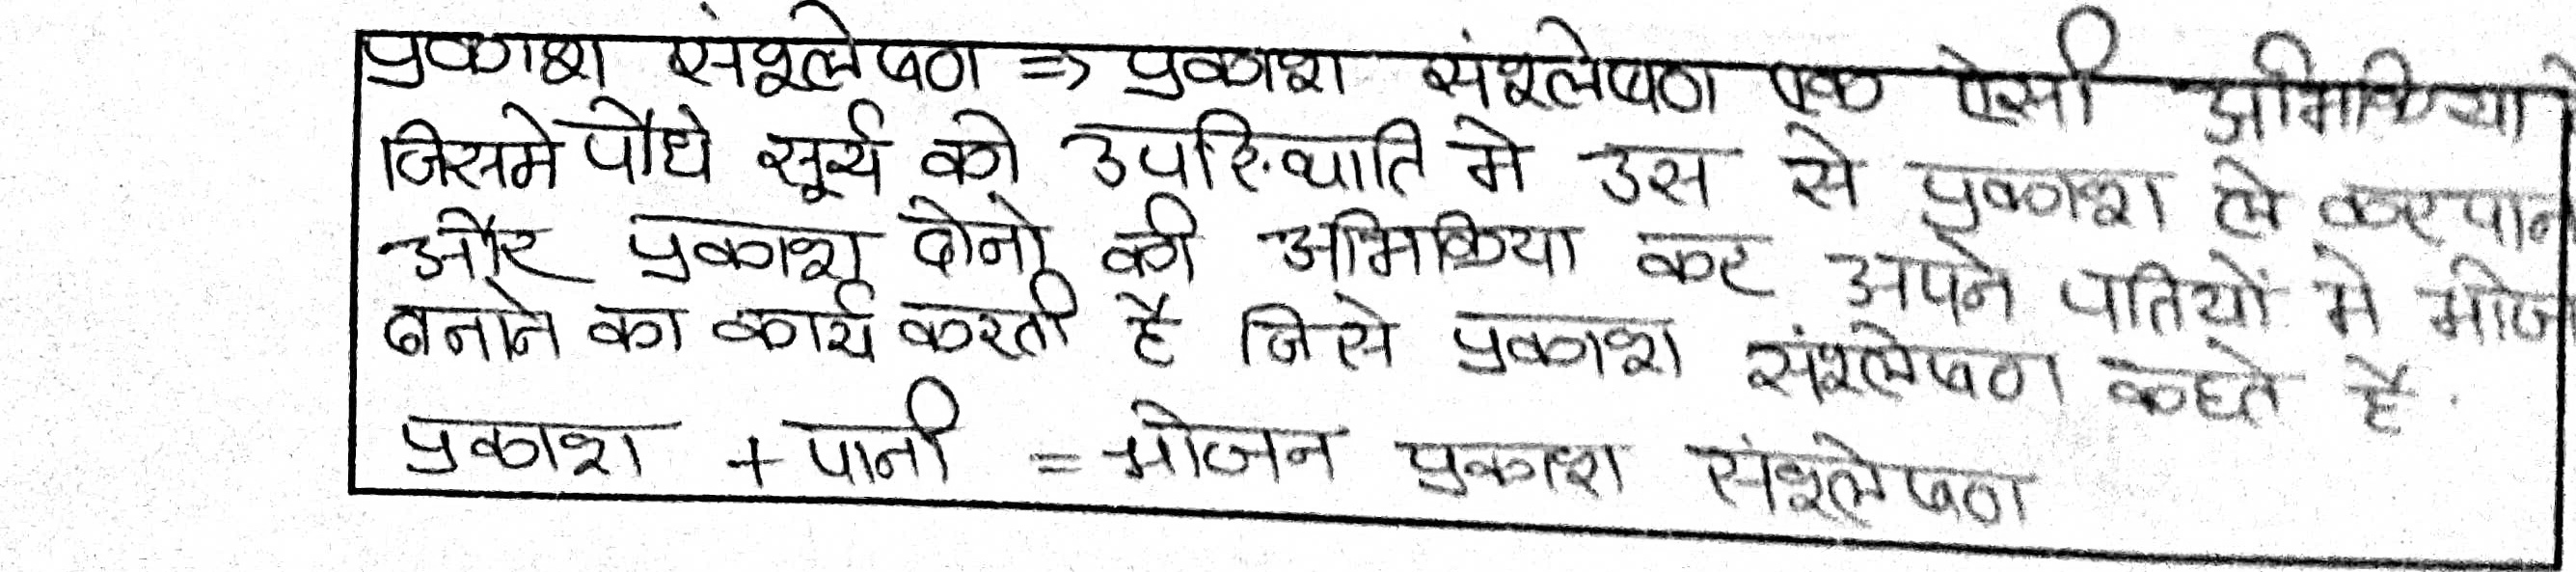 प्रकाश संश्लेषण => प्रकाश संश्लेषण एक ऐसी अभिक्रिया
जिसमे पौधे सूर्य की उपस्थिति मे उस से प्रकाश ले कर पान
और प्रकाश दोनो की अभिक्रिया कर अपने पतियों मे भोज
बनाने का कार्य करती है जिसे प्रकाश संश्लेषण कहते है.
प्रकाश + पानी = भोजन प्रकाश संश्लेषण